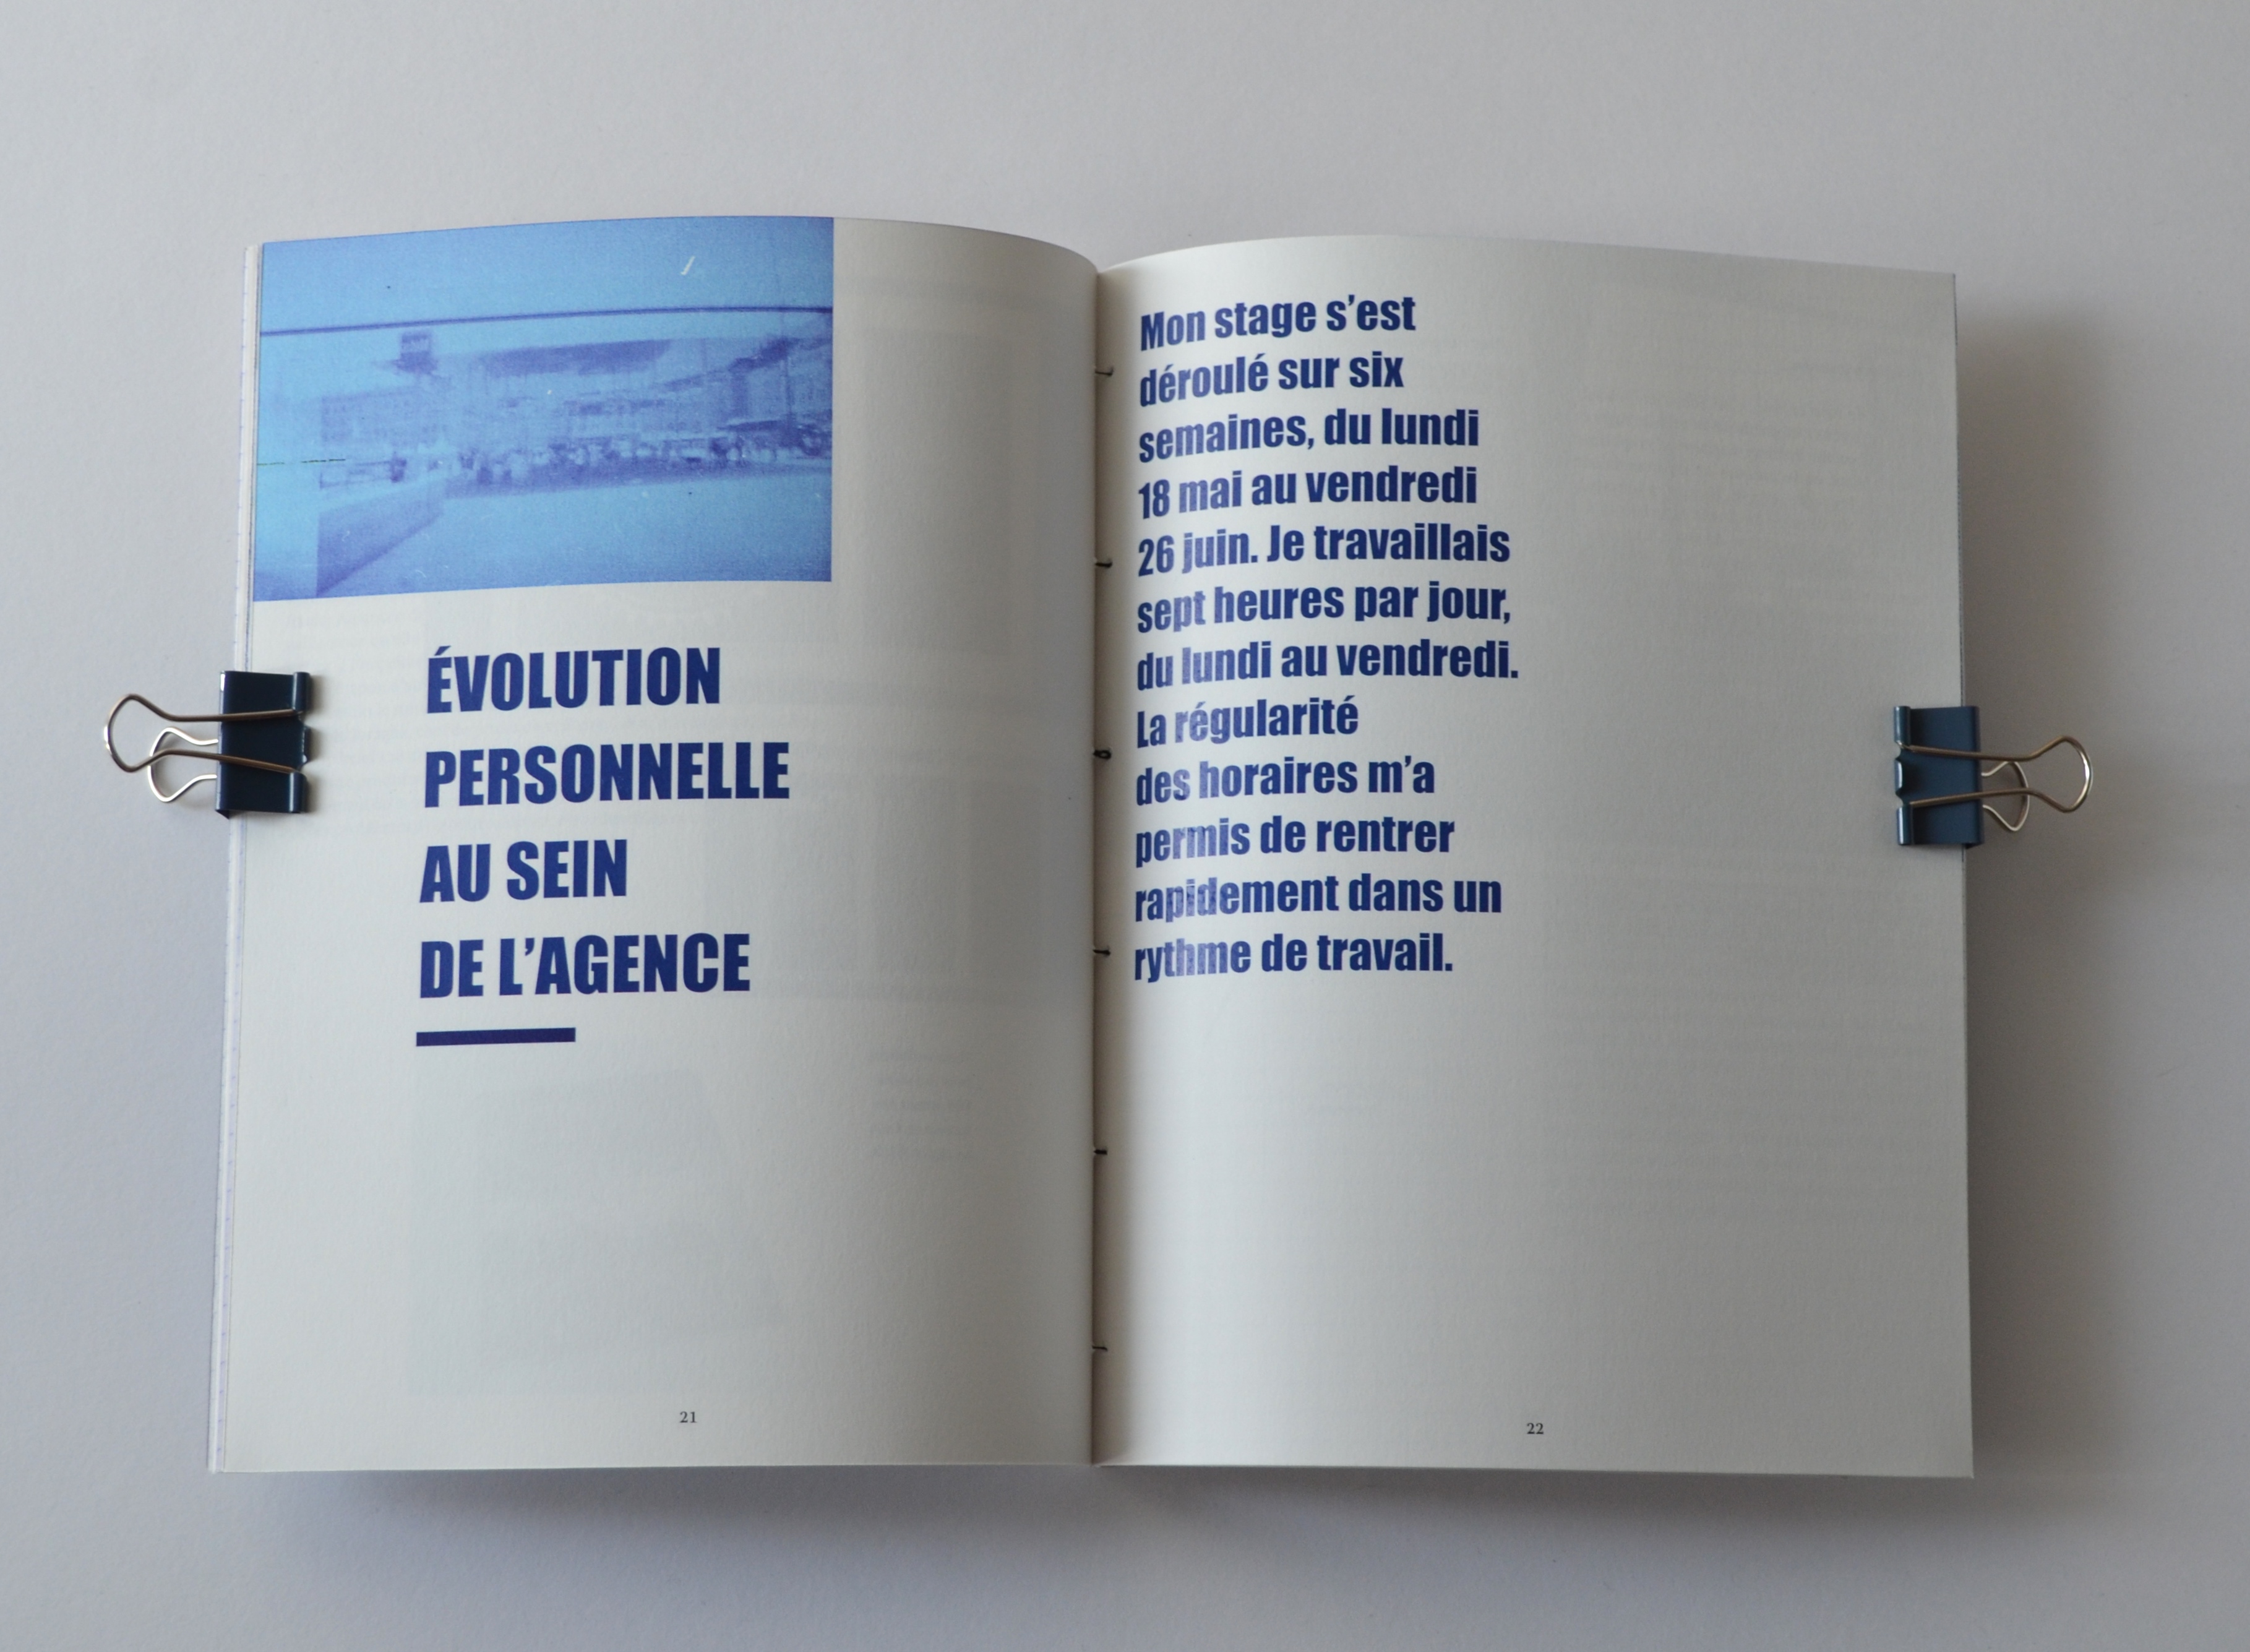 ÉVOLUTION
PERSONNELLE
AU SEIN
DE L’AGENCE
21
Mon stage s’est
déroulé sur six
semaines, du lundi
18 mai au vendredi
26 juin. Je travaillais
sept heures par jour,
du lundi au vendredi.
La régularité
des horaires m’a
permis de rentrer
rapidement dans un
rythme de travail.
22